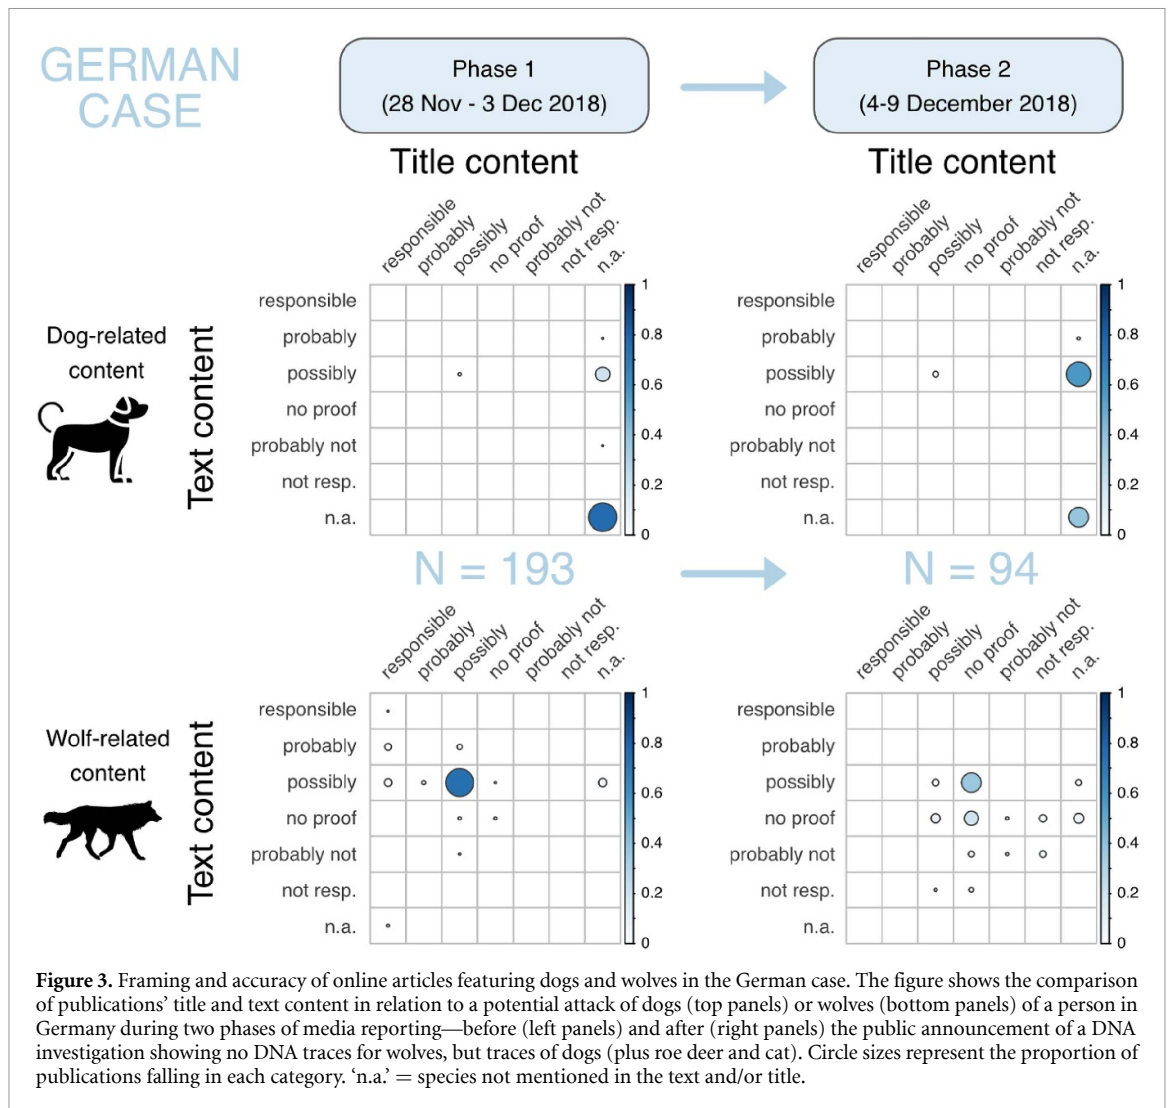 GERMAN
CASE
Phase 1
(28 Nov - 3 Dec 2018)
Phase 2
(4-9 December 2018)
Title content
Title content
responsible
probably
possibly
no proof
probably not
not resp.
n.a.
responsible
probably
possibly
no proof
probably not
not resp.
n.a.
Dog-related
content
Text content
responsible
probably
possibly
no proof
probably not
not resp.
n.a.
1
0.8
0.6
0.4
0.2
0
responsible
probably
possibly
no proof
probably not
not resp.
n.a.
1
0.8
0.6
0.4
0.2
0
N = 193
N = 94
responsible
probably
possibly
no proof
probably not
not resp.
n.a.
responsible
probably
possibly
no proof
probably not
not resp.
n.a.
Wolf-related
content
Text content
responsible
probably
possibly
no proof
probably not
not resp.
n.a.
1
0.8
0.6
0.4
0.2
0
responsible
probably
possibly
no proof
probably not
not resp.
n.a.
1
0.8
0.6
0.4
0.2
0
Figure 3. Framing and accuracy of online articles featuring dogs and wolves in the German case. The figure shows the comparison
of publications' title and text content in relation to a potential attack of dogs (top panels) or wolves (bottom panels) of a person in
Germany during two phases of media reporting—before (left panels) and after (right panels) the public announcement of a DNA
investigation showing no DNA traces for wolves, but traces of dogs (plus roe deer and cat). Circle sizes represent the proportion of
publications falling in each category. 'n.a.' = species not mentioned in the text and/or title.